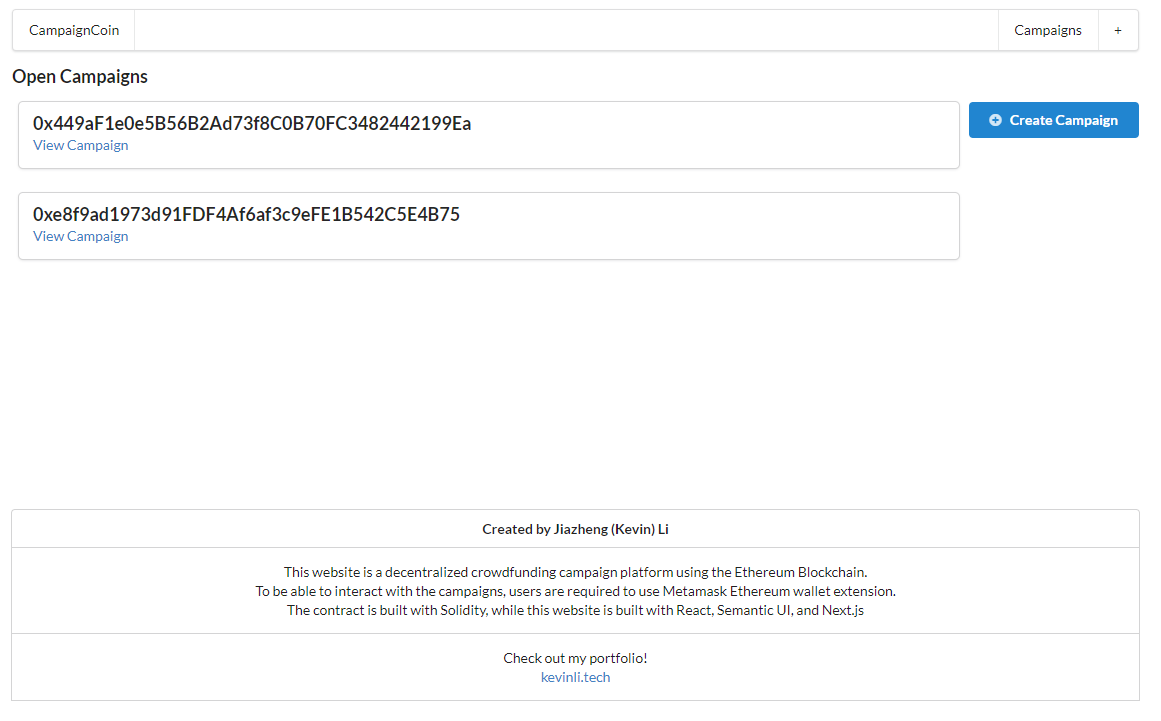 CampaignCoin
Campaigns
+
Open Campaigns
0x449aF1e0e5B56B2Ad73f8C0B70FC3482442199Ea
View Campaign
Create Campaign
0xe8f9ad1973d91FDF4Af6af3c9eFE1B542C5E4B75
View Campaign
Created by Jiazheng (Kevin) Li
This website is a decentralized crowdfunding campaign platform using the Ethereum Blockchain.
To be able to interact with the campaigns, users are required to use Metamask Ethereum wallet extension.
The contract is built with Solidity, while this website is built with React, Semantic UI, and Next.js
Check out my portfolio!
kevinli.tech